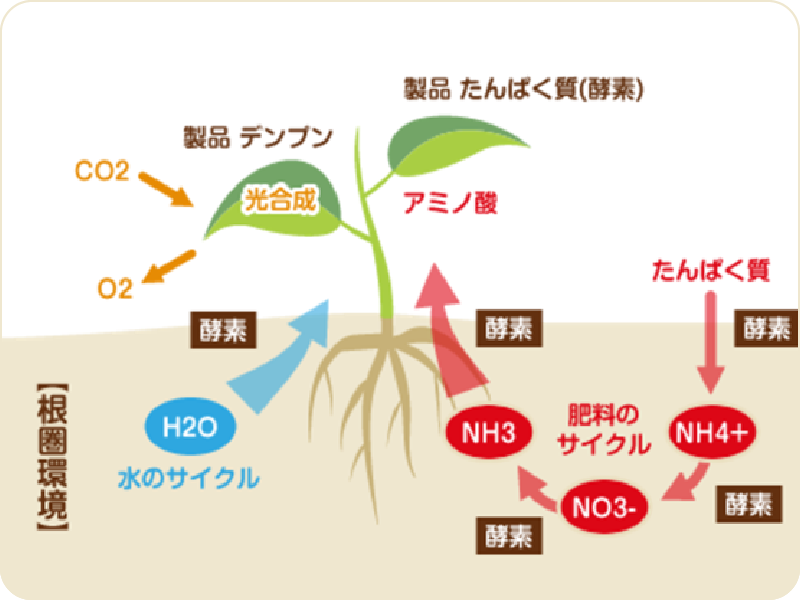 製品 たんぱく質(酵素)
製品 デンプン
CO2
光合成
アミノ酸
O2
たんぱく質
酵素
酵素
酵素
【根圏環境】
H2O
水のサイクル
NH3
肥料の
サイクル
NH4+
NO3-
酵素
酵素